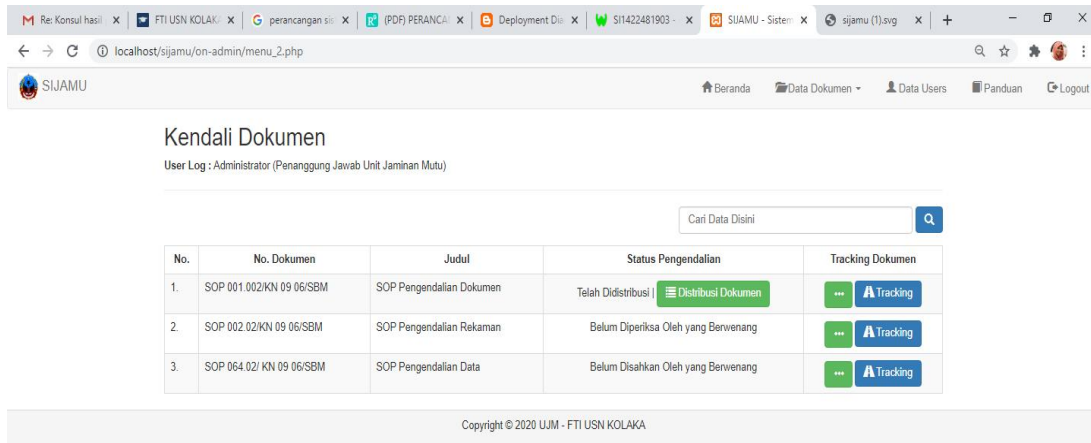 Re: Konsul hasil
FTI USN KOLAKA
perancangan sis
(PDF) PERANCAN
Deployment Dia
SI1422481903 -
SIJAMU - Sistem
sijamu (1).svg
localhost/sijamu/on-admin/menu_2.php
SIJAMU
Beranda
Data Dokumen
Data Users
Panduan
Logout
Kendali Dokumen
User Log : Administrator (Penanggung Jawab Unit Jaminan Mutu)
Cari Data Disini
No. No. Dokumen Judul Status Pengendalian Tracking Dokumen
1. SOP 001.002/KN 09 06/SBM SOP Pengendalian Dokumen Telah Didistribusi | Distribusi Dokumen ... Tracking
2. SOP 002.02/KN 09 06/SBM SOP Pengendalian Rekaman Belum Diperiksa Oleh yang Berwenang ... Tracking
3. SOP 064.02/ KN 09 06/SBM SOP Pengendalian Data Belum Disahkan Oleh yang Berwenang ... Tracking
Copyright © 2020 UJM - FTI USN KOLAKA